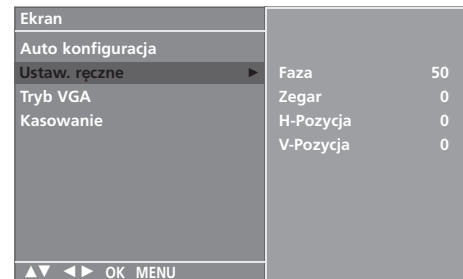 Ekran
Auto konfiguracja
Ustaw. ręczne ►
Tryb VGA
Kasowanie
Faza 50
Zegar 0
H-Pozycja 0
V-Pozycja 0
▲▼ ◄► OK MENU